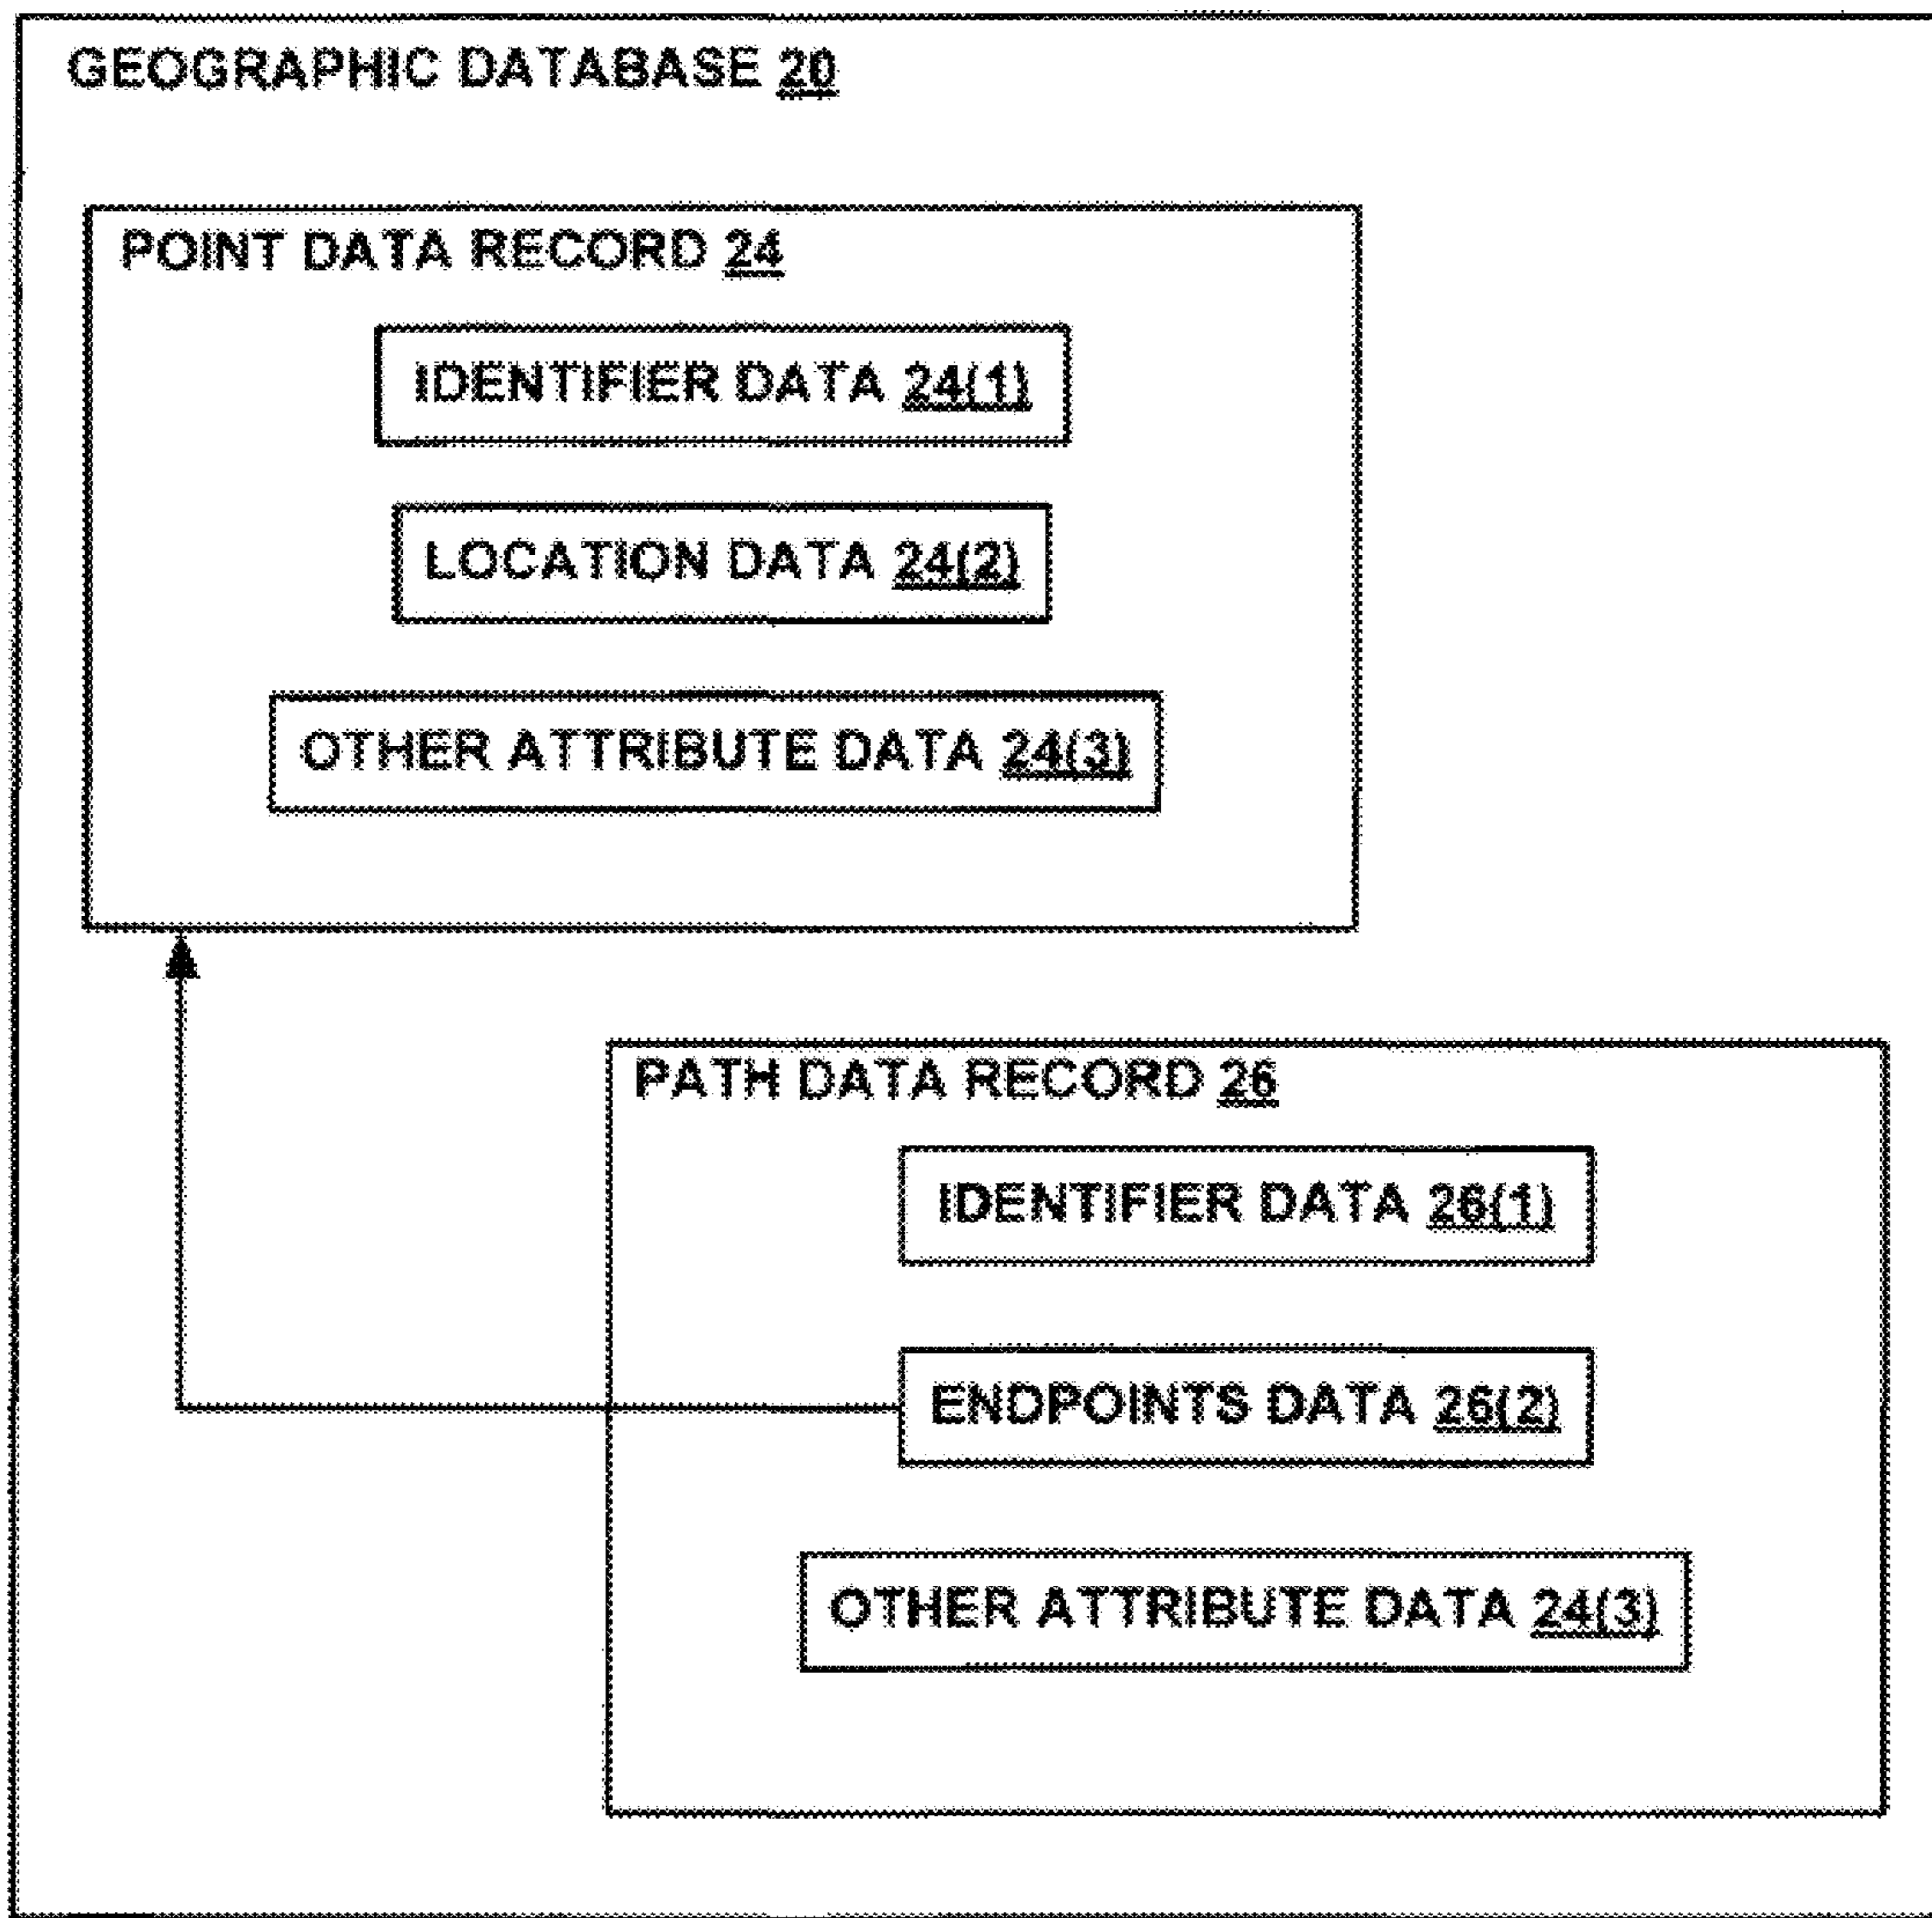 GEOGRAPHIC DATABASE 20
POINT DATA RECORD 24
IDENTIFIER DATA 24(1)
LOCATION DATA 24(2)
OTHER ATTRIBUTE DATA 24(3)
PATH DATA RECORD 26
IDENTIFIER DATA 26(1)
ENDPOINTS DATA 26(2)
OTHER ATTRIBUTE DATA 24(3)